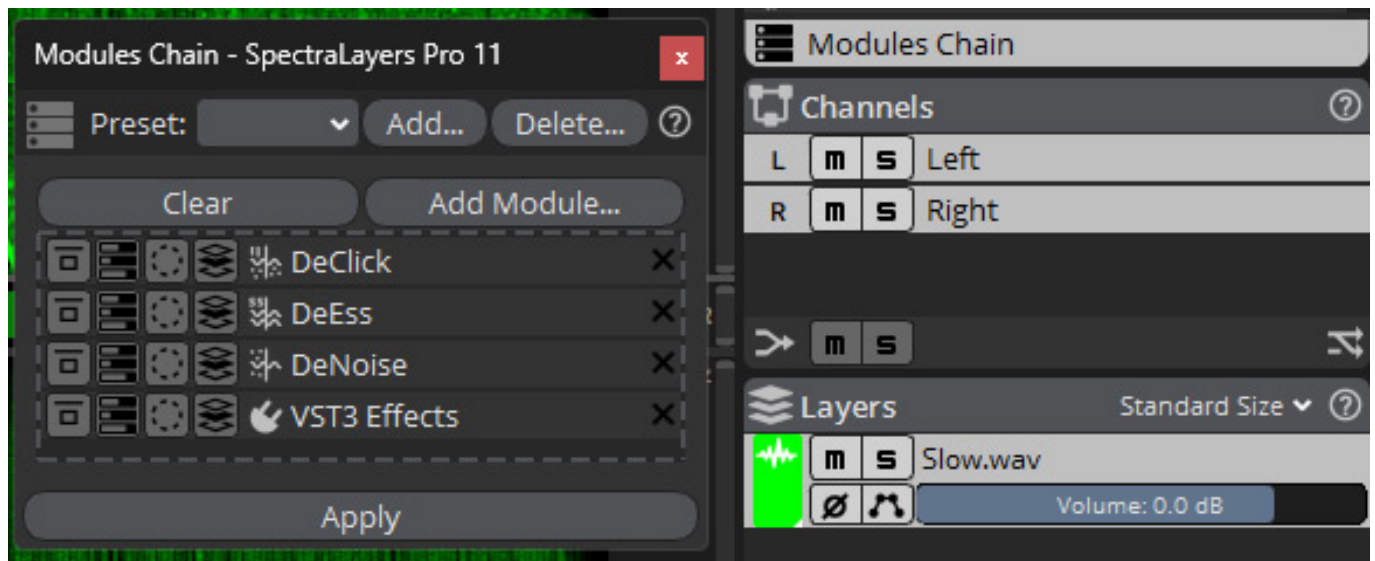 Modules Chain - SpectraLayers Pro 11
x
Preset:
Add...
Delete...
?
Clear
Add Module...
DeClick
DeEss
DeNoise
VST3 Effects
Apply
Modules Chain
Channels
?
L m s Left
R m s Right
m s
Layers
Standard Size
?
m s Slow.wav
Volume: 0.0 dB